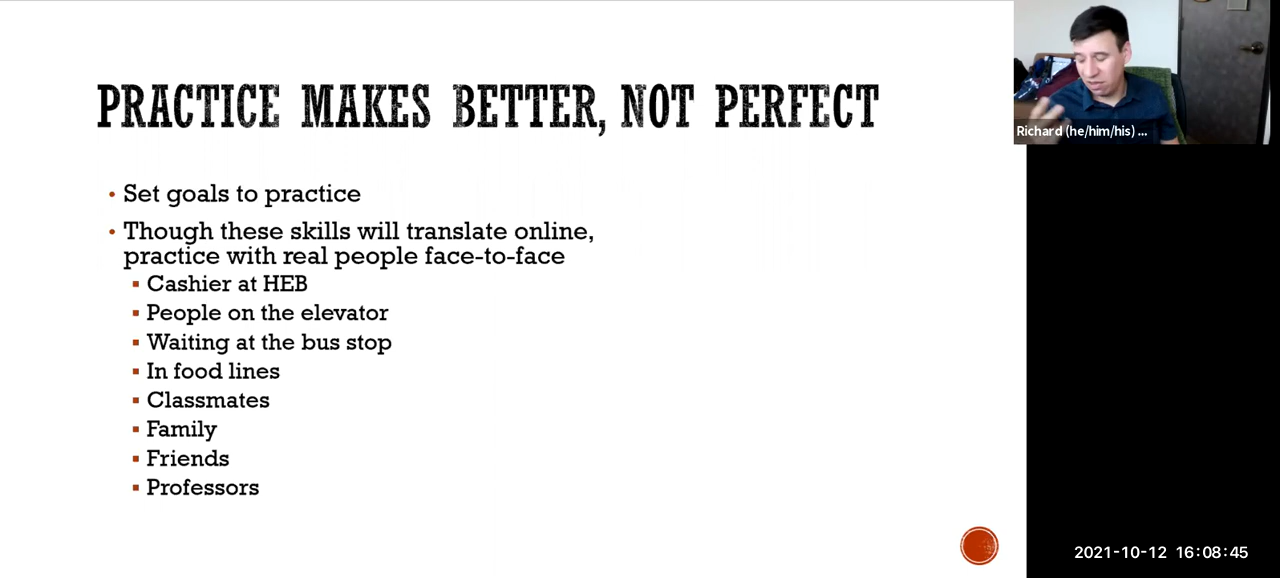 PRACTICE MAKES BETTER, NOT PERFECT
Set goals to practice
Though these skills will translate online,
practice with real people face-to-face
Cashier at HEB
People on the elevator
Waiting at the bus stop
In food lines
Classmates
Family
Friends
Professors
Richard (he/him/his) ...
2021-10-12 16:08:45